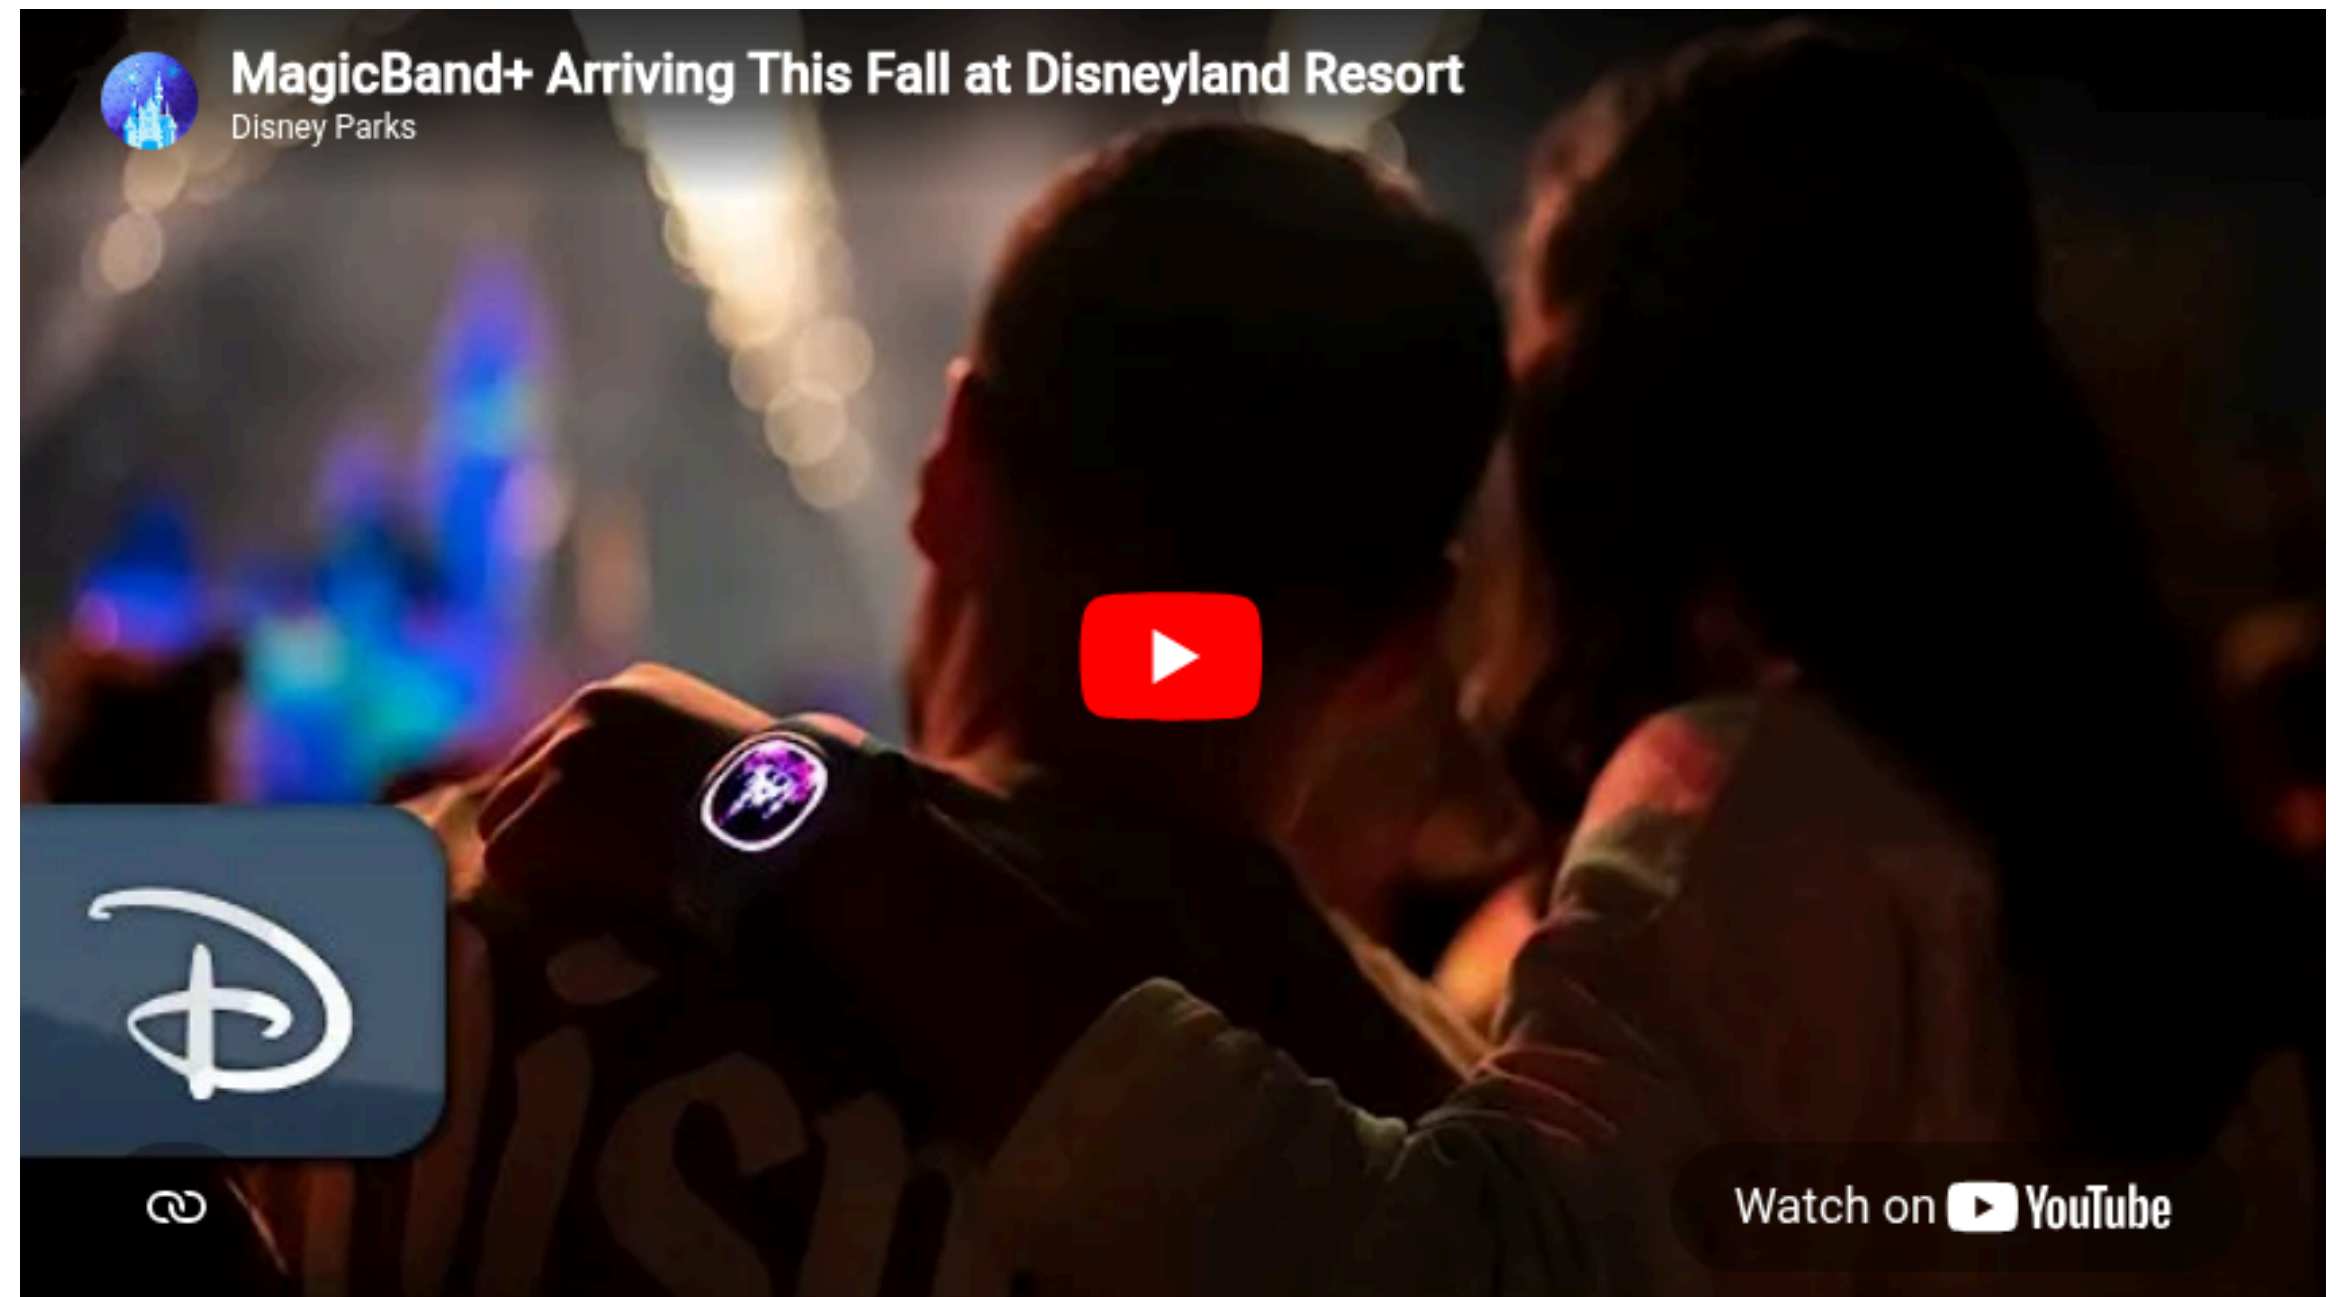 MagicBand+ Arriving This Fall at Disneyland Resort
Disney Parks
D
Watch on YouTube